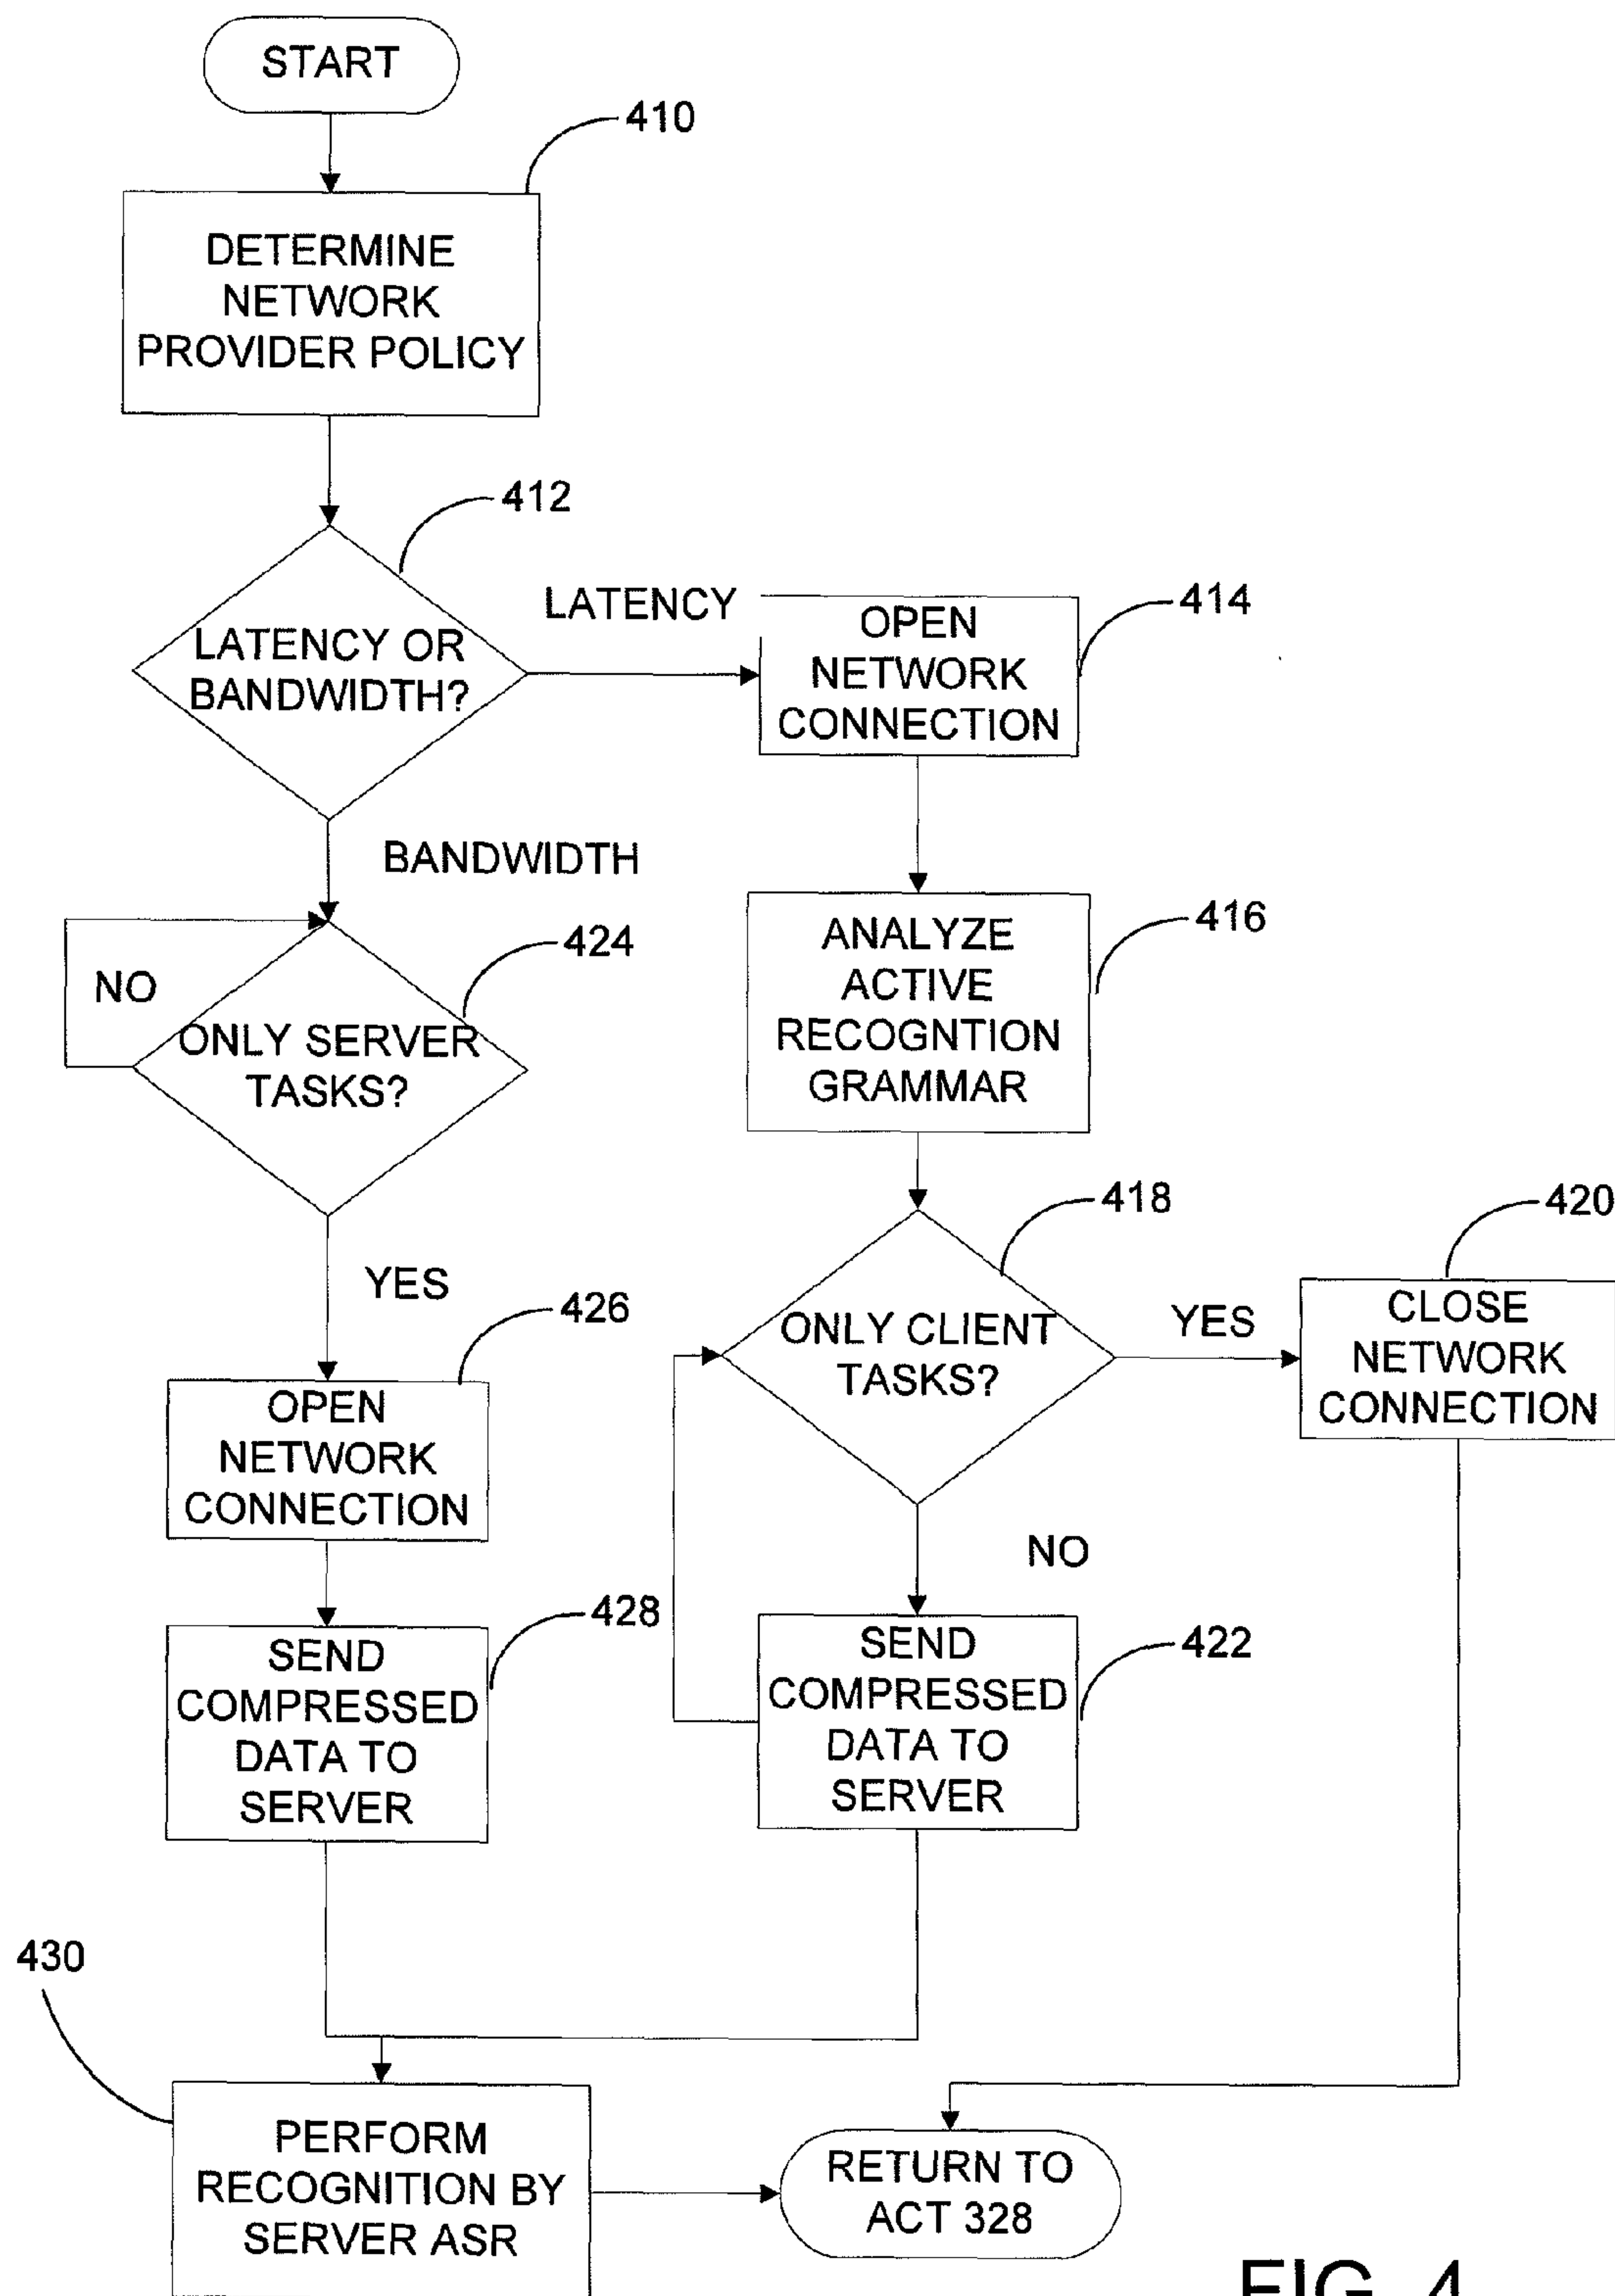 START
410
DETERMINE
NETWORK
PROVIDER POLICY
412
LATENCY OR
BANDWIDTH?
LATENCY
OPEN
NETWORK
CONNECTION
414
BANDWIDTH
ANALYZE
ACTIVE
RECOGNTION
GRAMMAR
416
NO
424
ONLY SERVER
TASKS?
418
420
YES
426
ONLY CLIENT
TASKS?
YES
CLOSE
NETWORK
CONNECTION
OPEN
NETWORK
CONNECTION
NO
428
SEND
COMPRESSED
DATA TO
SERVER
SEND
COMPRESSED
DATA TO
SERVER
422
430
PERFORM
RECOGNITION BY
SERVER ASR
RETURN TO
ACT 328
FIG. 4